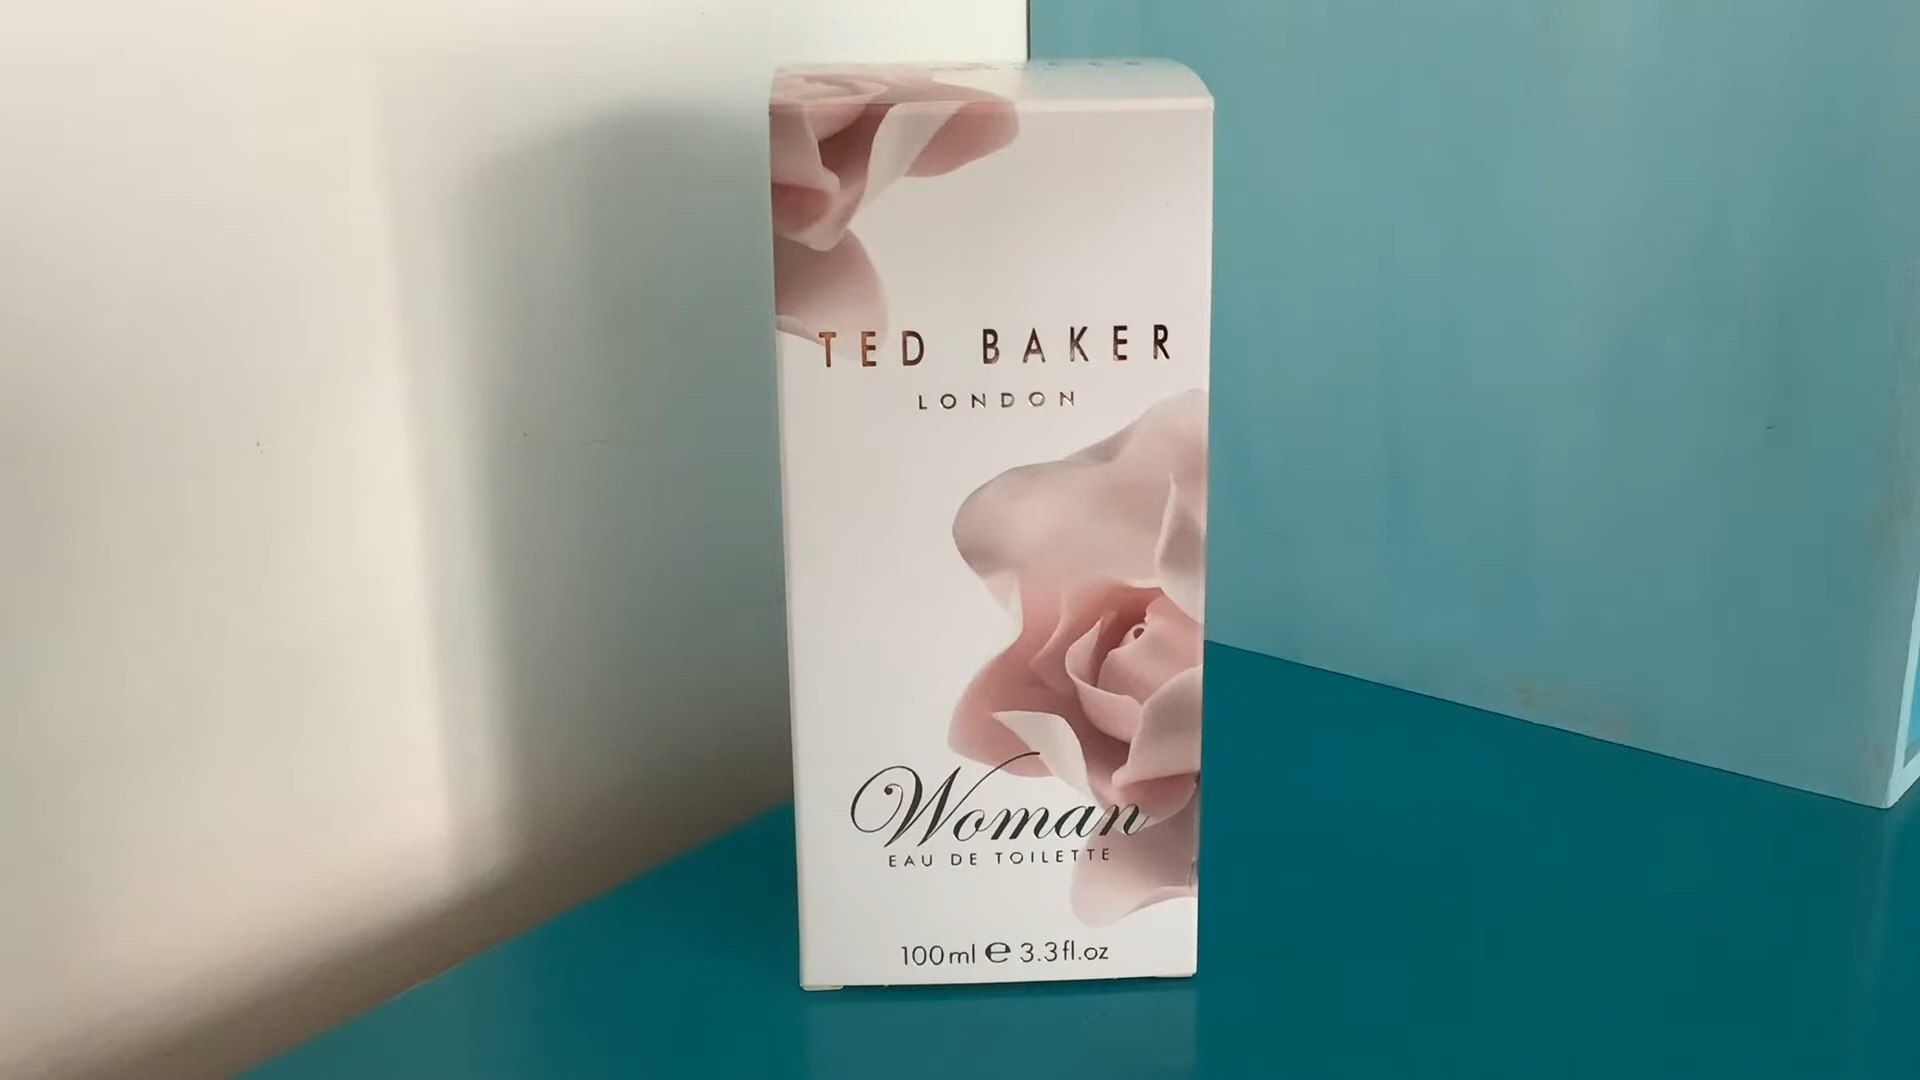 TED BAKER
LONDON
Woman
EAU DE TOILETTE
100ml ℮ 3.3fl.oz